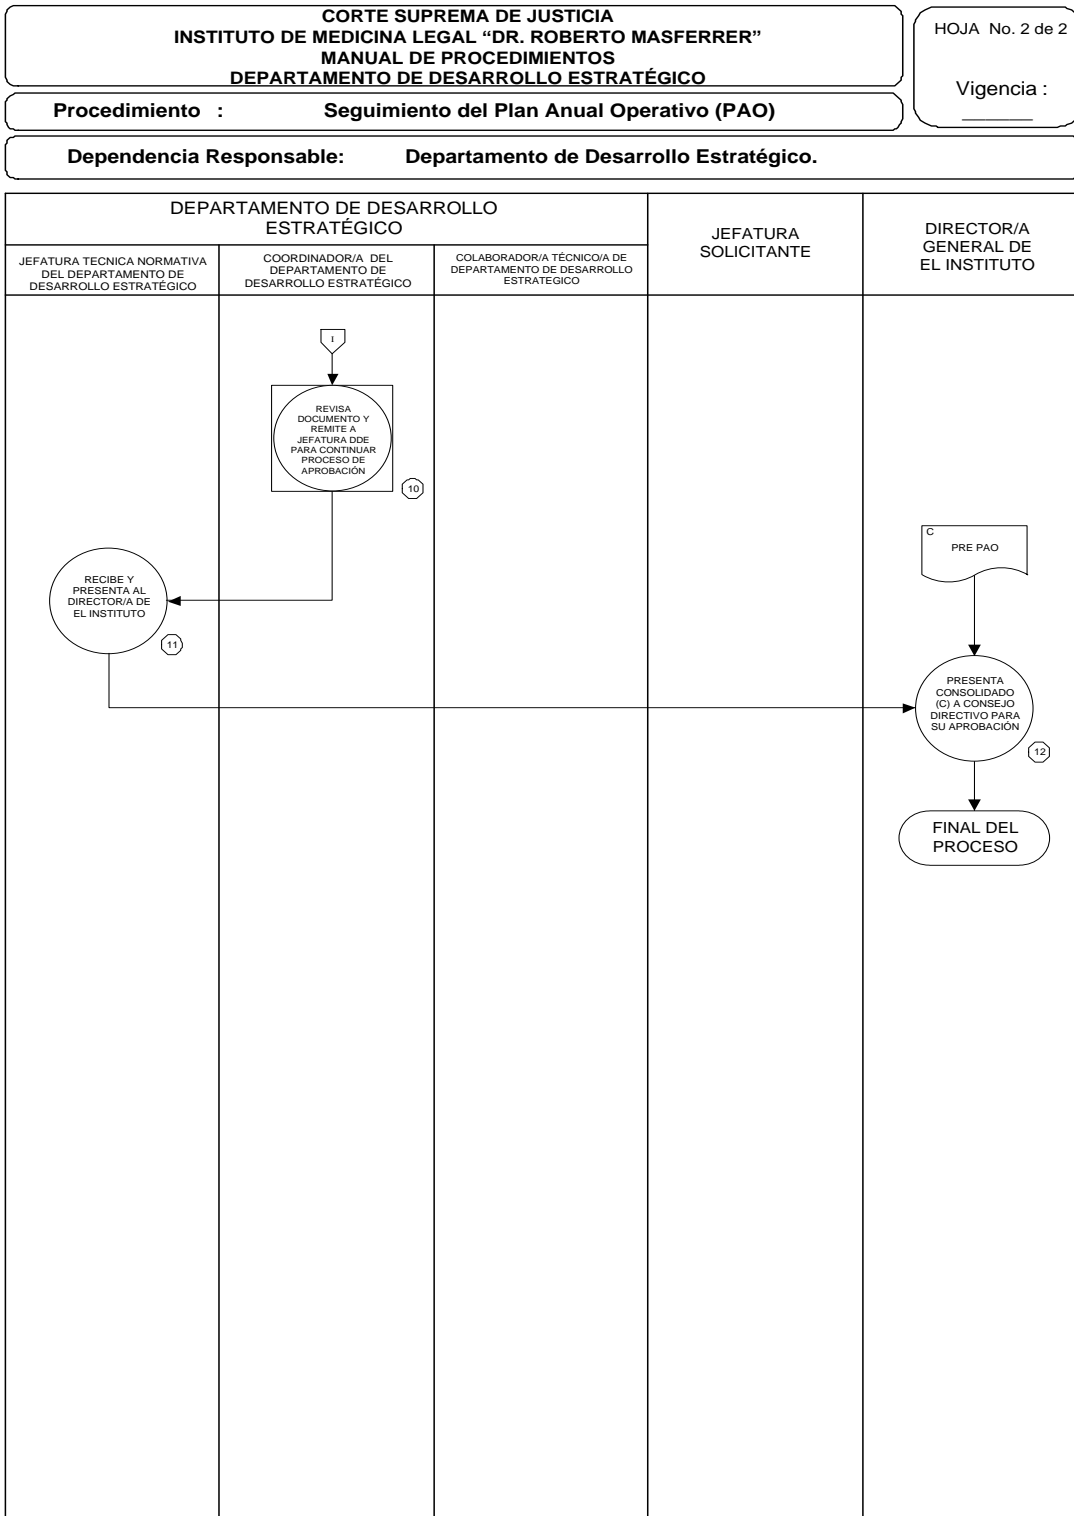 CORTE SUPREMA DE JUSTICIA
INSTITUTO DE MEDICINA LEGAL “DR. ROBERTO MASFERRER”
MANUAL DE PROCEDIMIENTOS
DEPARTAMENTO DE DESARROLLO ESTRATÉGICO
HOJA No. 2 de 2
Vigencia :
Procedimiento : Seguimiento del Plan Anual Operativo (PAO)
Dependencia Responsable: Departamento de Desarrollo Estratégico.
DEPARTAMENTO DE DESARROLLO
ESTRATÉGICO
JEFATURA
SOLICITANTE
DIRECTOR/A
GENERAL DE
EL INSTITUTO
JEFATURA TECNICA NORMATIVA
DEL DEPARTAMENTO DE
DESARROLLO ESTRATÉGICO
COORDINADOR/A DEL
DEPARTAMENTO DE
DESARROLLO ESTRATÉGICO
COLABORADOR/A TÉCNICO/A DE
DEPARTAMENTO DE DESARROLLO
ESTRATEGICO
I
REVISA
DOCUMENTO Y
REMITE A
JEFATURA DDE
PARA CONTINUAR
PROCESO DE
APROBACIÓN
10
C
PRE PAO
RECIBE Y
PRESENTA AL
DIRECTOR/A DE
EL INSTITUTO
11
PRESENTA
CONSOLIDADO
(C) A CONSEJO
DIRECTIVO PARA
SU APROBACIÓN
12
FINAL DEL
PROCESO